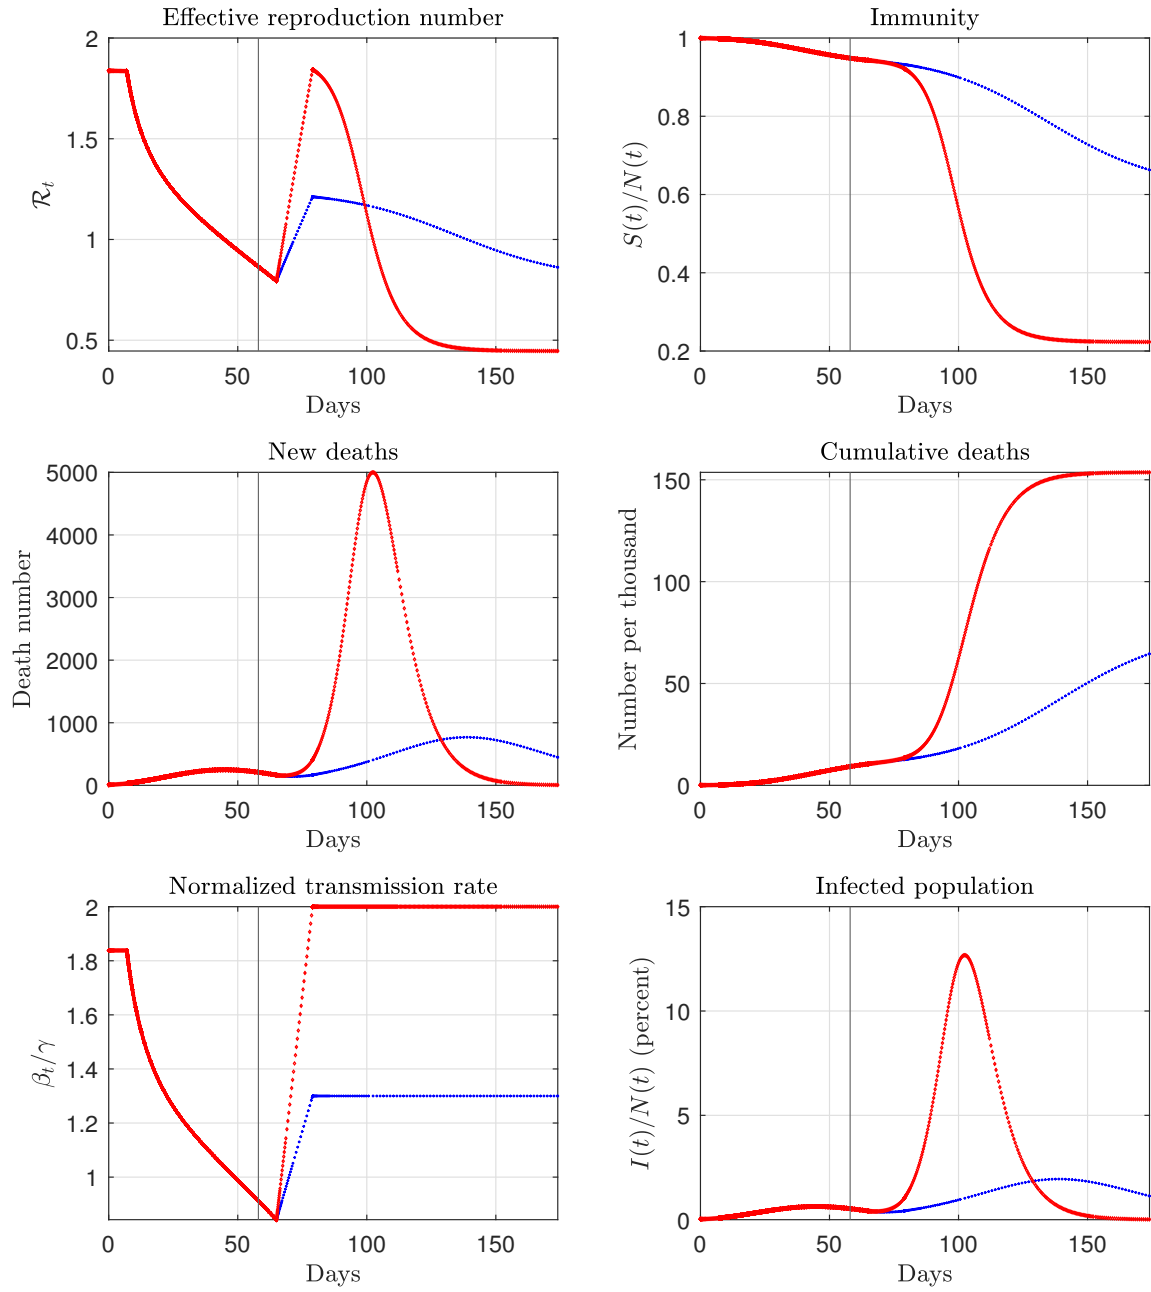 Effective reproduction number
2
1.5
1
0.5
ℛₜ
0 50 100 150
Days
Immunity
1
0.8
0.6
0.4
0.2
S(t)/N(t)
0 50 100 150
Days
New deaths
5000
4000
3000
2000
1000
0
Death number
0 50 100 150
Days
Cumulative deaths
150
100
50
0
Number per thousand
0 50 100 150
Days
Normalized transmission rate
2
1.8
1.6
1.4
1.2
1
βₜ/γ
0 50 100 150
Days
Infected population
15
10
5
0
I(t)/N(t) (percent)
0 50 100 150
Days